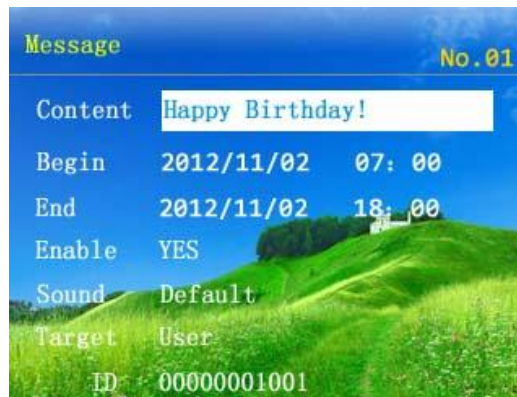 Message
No.01
Content Happy Birthday!
Begin 2012/11/02 07: 00
End 2012/11/02 18: 00
Enable YES
Sound Default
Target User
ID 00000001001